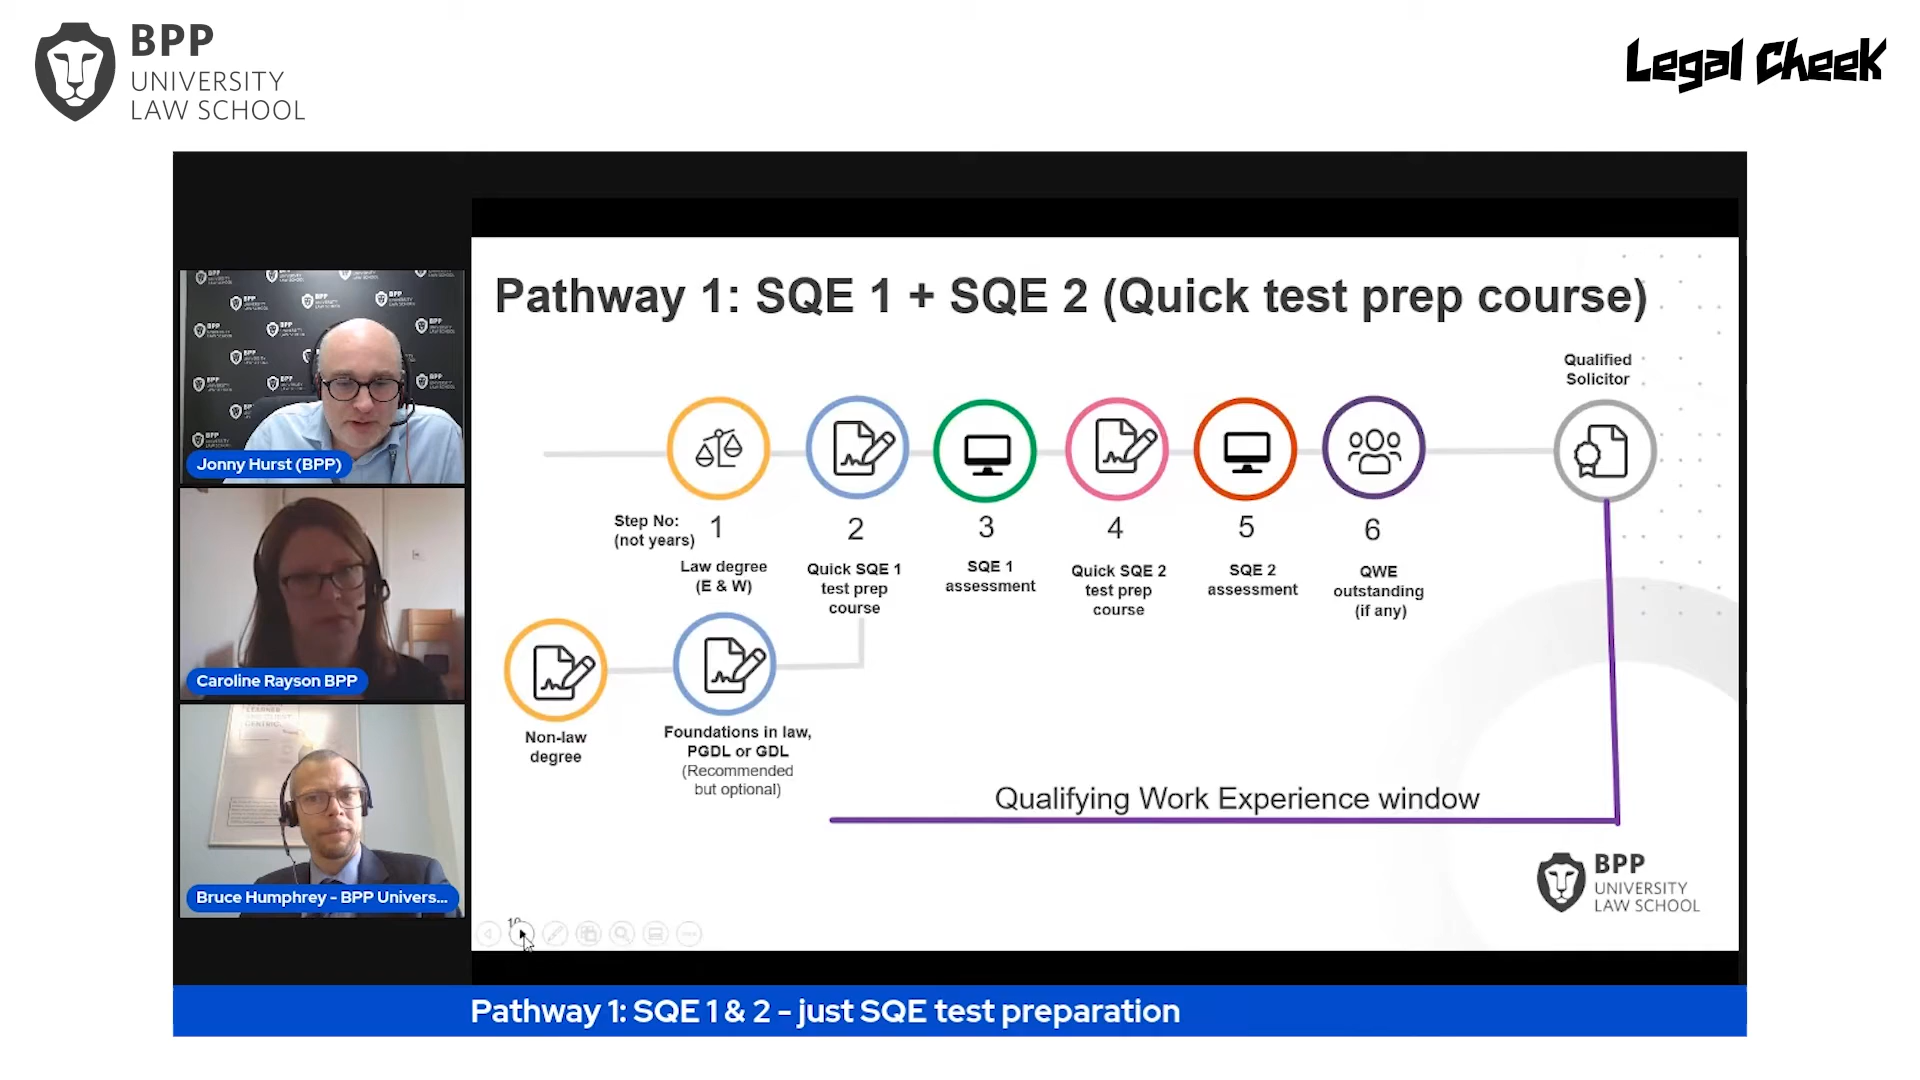 BPP
UNIVERSITY
LAW SCHOOL
Legal Cheek
Jonny Hurst (BPP)
Caroline Rayson BPP
Bruce Humphrey - BPP Univers...
Pathway 1: SQE 1 + SQE 2 (Quick test prep course)
Qualified
Solicitor
Step No:
(not years)
1
2
3
4
5
6
Law degree
(E & W)
Quick SQE 1
test prep
course
SQE 1
assessment
Quick SQE 2
test prep
course
SQE 2
assessment
QWE
outstanding
(if any)
Non-law
degree
Foundations in law,
PGDL or GDL
(Recommended
but optional)
Qualifying Work Experience window
BPP
UNIVERSITY
LAW SCHOOL
Pathway 1: SQE 1 & 2 - just SQE test preparation